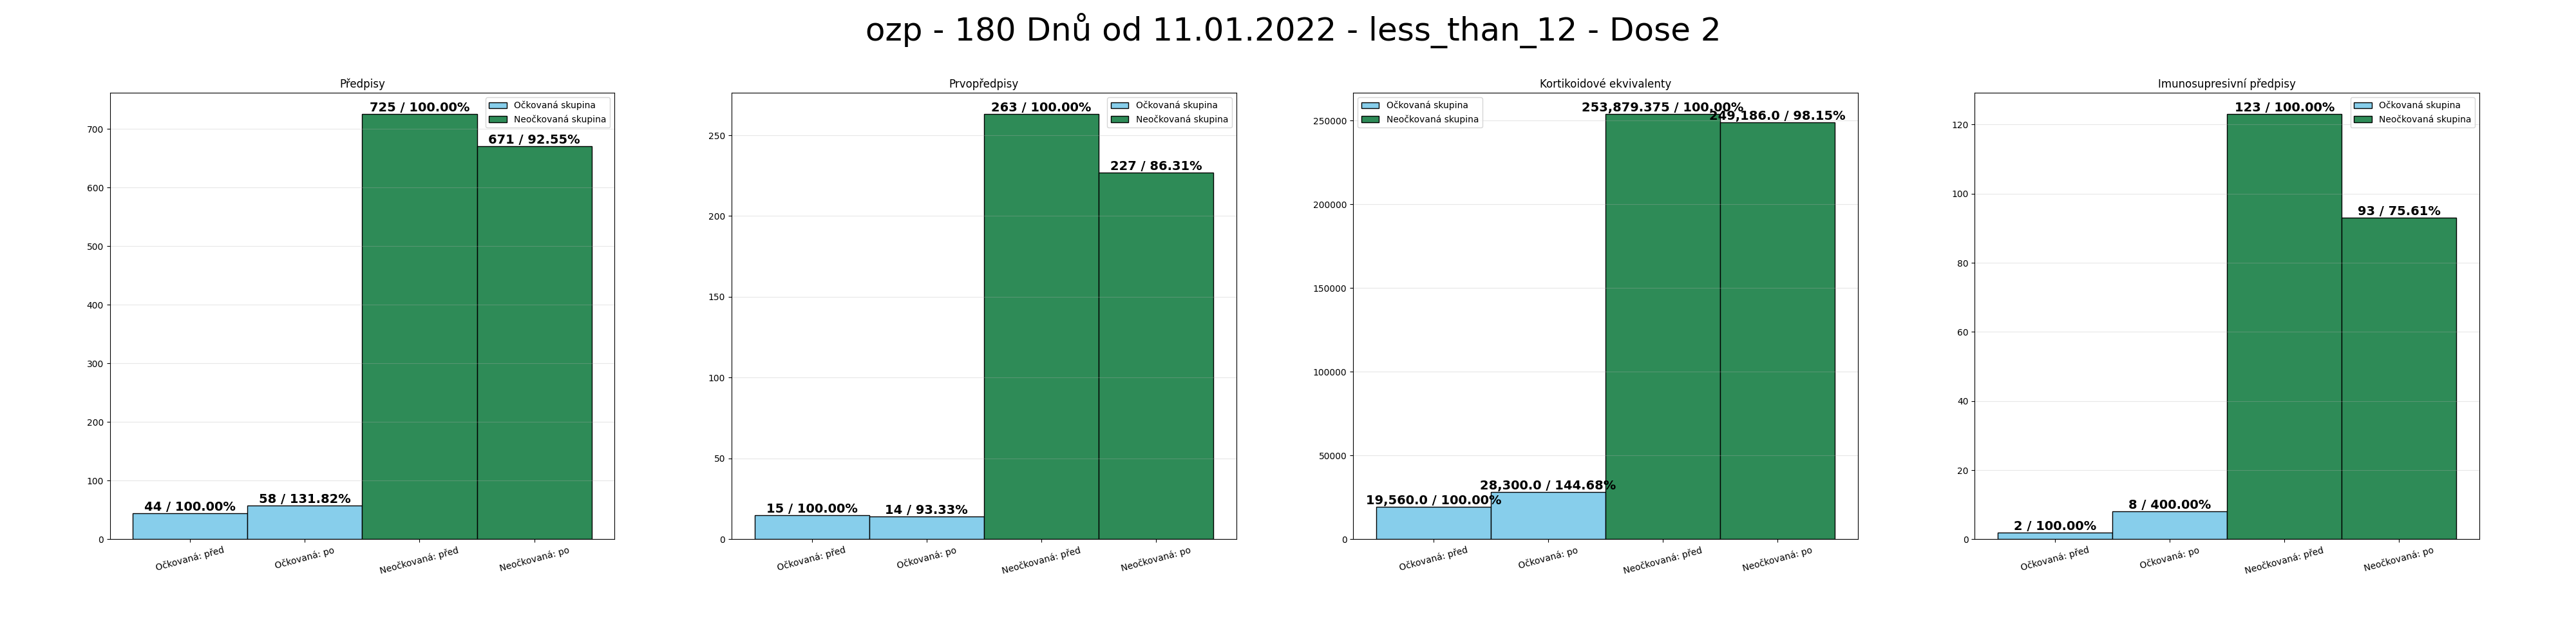 ozp - 180 Dnů od 11.01.2022 - less_than_12 - Dose 2
Předpisy
Očkovaná skupina
Neočkovaná skupina
725 / 100.00%
671 / 92.55%
44 / 100.00%
58 / 131.82%
700
600
500
400
300
200
100
0
Očkovaná: před
Očkovaná: po
Neočkovaná: před
Neočkovaná: po
Prvopředpisy
Očkovaná skupina
Neočkovaná skupina
263 / 100.00%
227 / 86.31%
15 / 100.00%
14 / 93.33%
250
200
150
100
50
0
Očkovaná: před
Očkovaná: po
Neočkovaná: před
Neočkovaná: po
Kortikoidové ekvivalenty
Očkovaná skupina
Neočkovaná skupina
253,879.375 / 100.00%
249,186.0 / 98.15%
19,560.0 / 100.00%
28,300.0 / 144.68%
250000
200000
150000
100000
50000
0
Očkovaná: před
Očkovaná: po
Neočkovaná: před
Neočkovaná: po
Imunosupresivní předpisy
Očkovaná skupina
Neočkovaná skupina
123 / 100.00%
93 / 75.61%
2 / 100.00%
8 / 400.00%
120
100
80
60
40
20
0
Očkovaná: před
Očkovaná: po
Neočkovaná: před
Neočkovaná: po